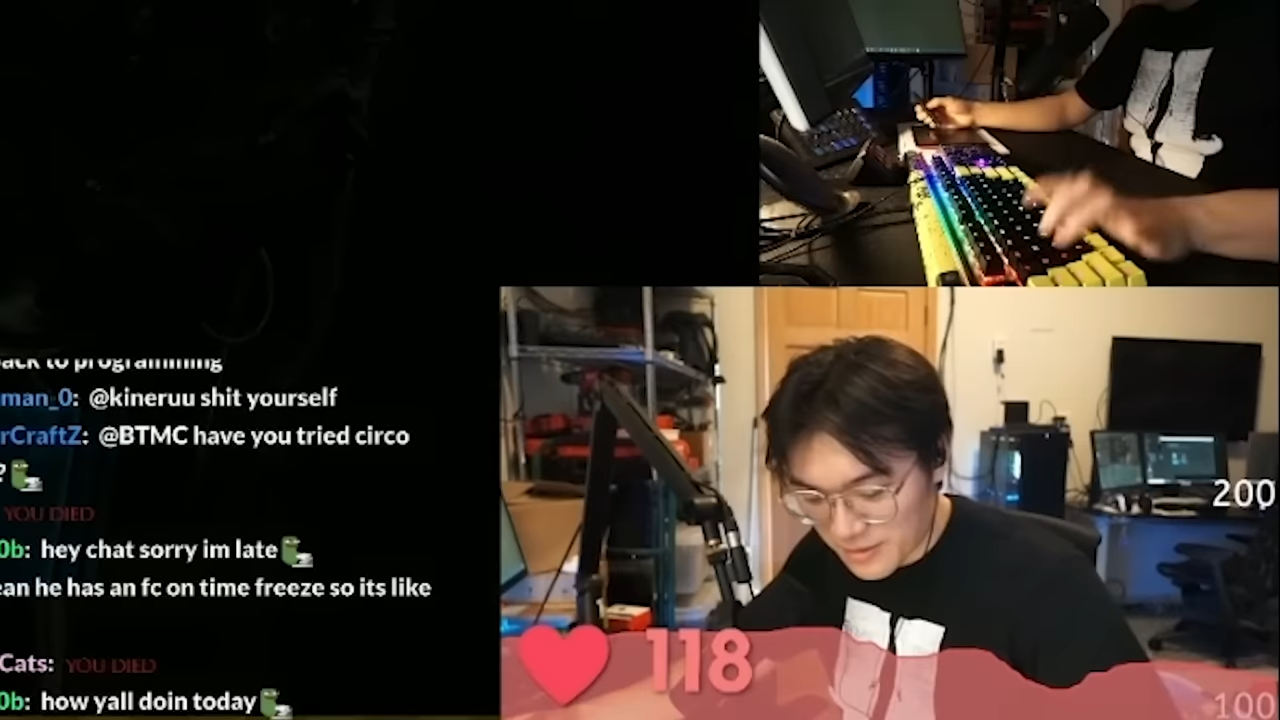 back to programming
man_0: @kineruu shit yourself
rCraftZ: @BTMC have you tried circo
?
YOU DIED
0b: hey chat sorry im late
ean he has an fc on time freeze so its like
Cats: YOU DIED
0b: how yall doin today
118
200
100